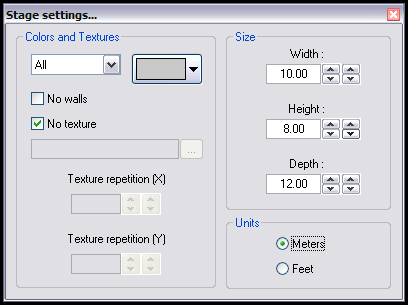 Stage settings...
Colors and Textures
All
No walls
No texture
...
Texture repetition (X)
Texture repetition (Y)
Size
Width :
10.00
Height :
8.00
Depth :
12.00
Units
Meters
Feet